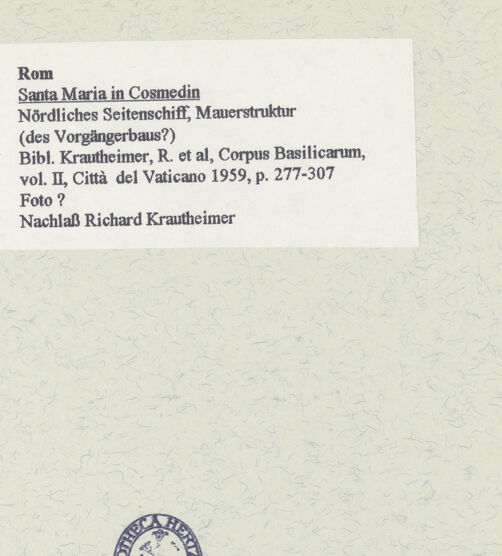 Rom
Santa Maria in Cosmedin
Nördliches Seitenschiff, Mauerstruktur
(des Vorgängerbaus?)
Bibl. Krautheimer, R. et al, Corpus Basilicarum,
vol. II, Città del Vaticano 1959, p. 277-307
Foto ?
Nachlaß Richard Krautheimer